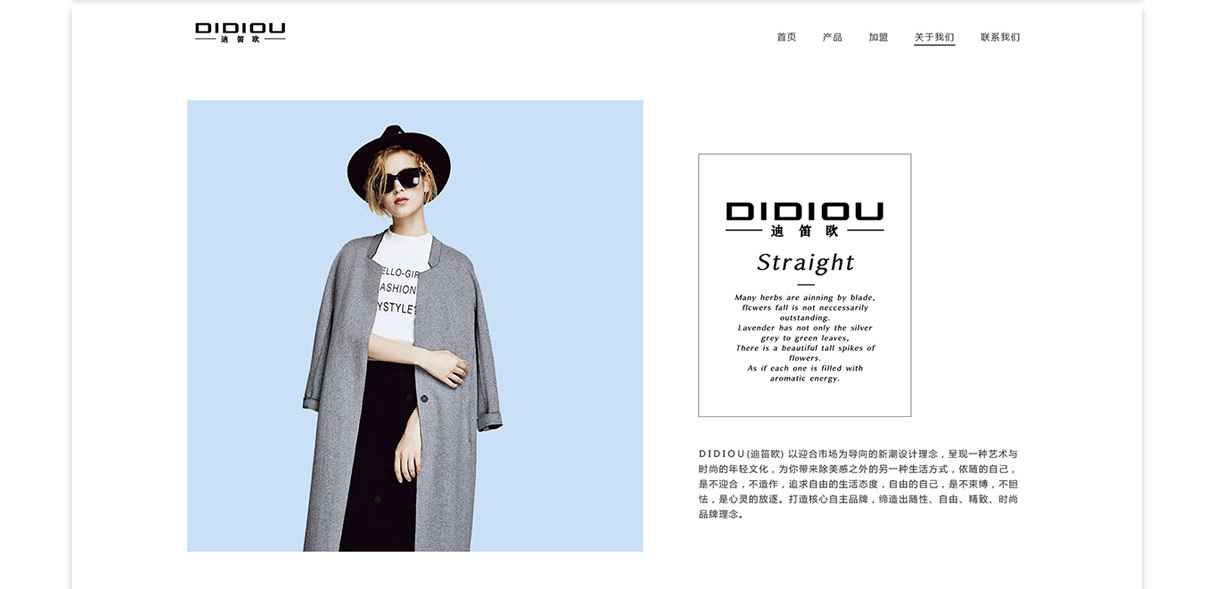 DIDIOU
迪笛欧
首页 产品 加盟 关于我们 联系我们
ELLO-GIR
ASHION
YSTYLE?
DIDIOU
迪笛欧
Straight
Many herbs are ainning by blade,
flcwers fall is not neccessarily
outstanding.
Lavender has not only the silver
grey to green leaves,
There is a beautiful tall spikes of
flowers.
As if each one is filled with
aromatic energy.
DIDIOU(迪笛欧) 以迎合市场为导向的新潮设计理念，呈现一种艺术与
时尚的年轻文化，为你带来除美感之外的另一种生活方式，依随的自己，
是不迎合，不造作，追求自由的生活态度，自由的自己，是不束缚，不胆
怯，是心灵的放逐。打造核心自主品牌，缔造出随性、自由、精致、时尚
品牌理念。